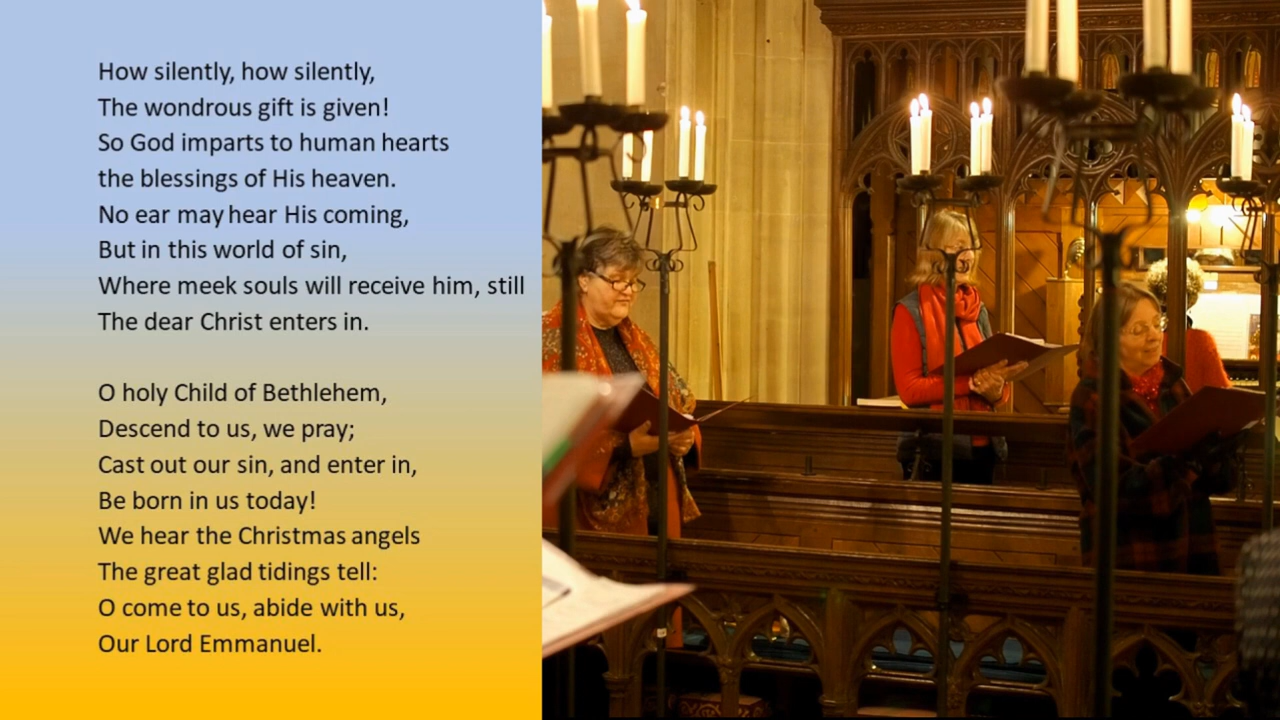 How silently, how silently,
The wondrous gift is given!
So God imparts to human hearts
the blessings of His heaven.
No ear may hear His coming,
But in this world of sin,
Where meek souls will receive him, still
The dear Christ enters in.
O holy Child of Bethlehem,
Descend to us, we pray;
Cast out our sin, and enter in,
Be born in us today!
We hear the Christmas angels
The great glad tidings tell:
O come to us, abide with us,
Our Lord Emmanuel.